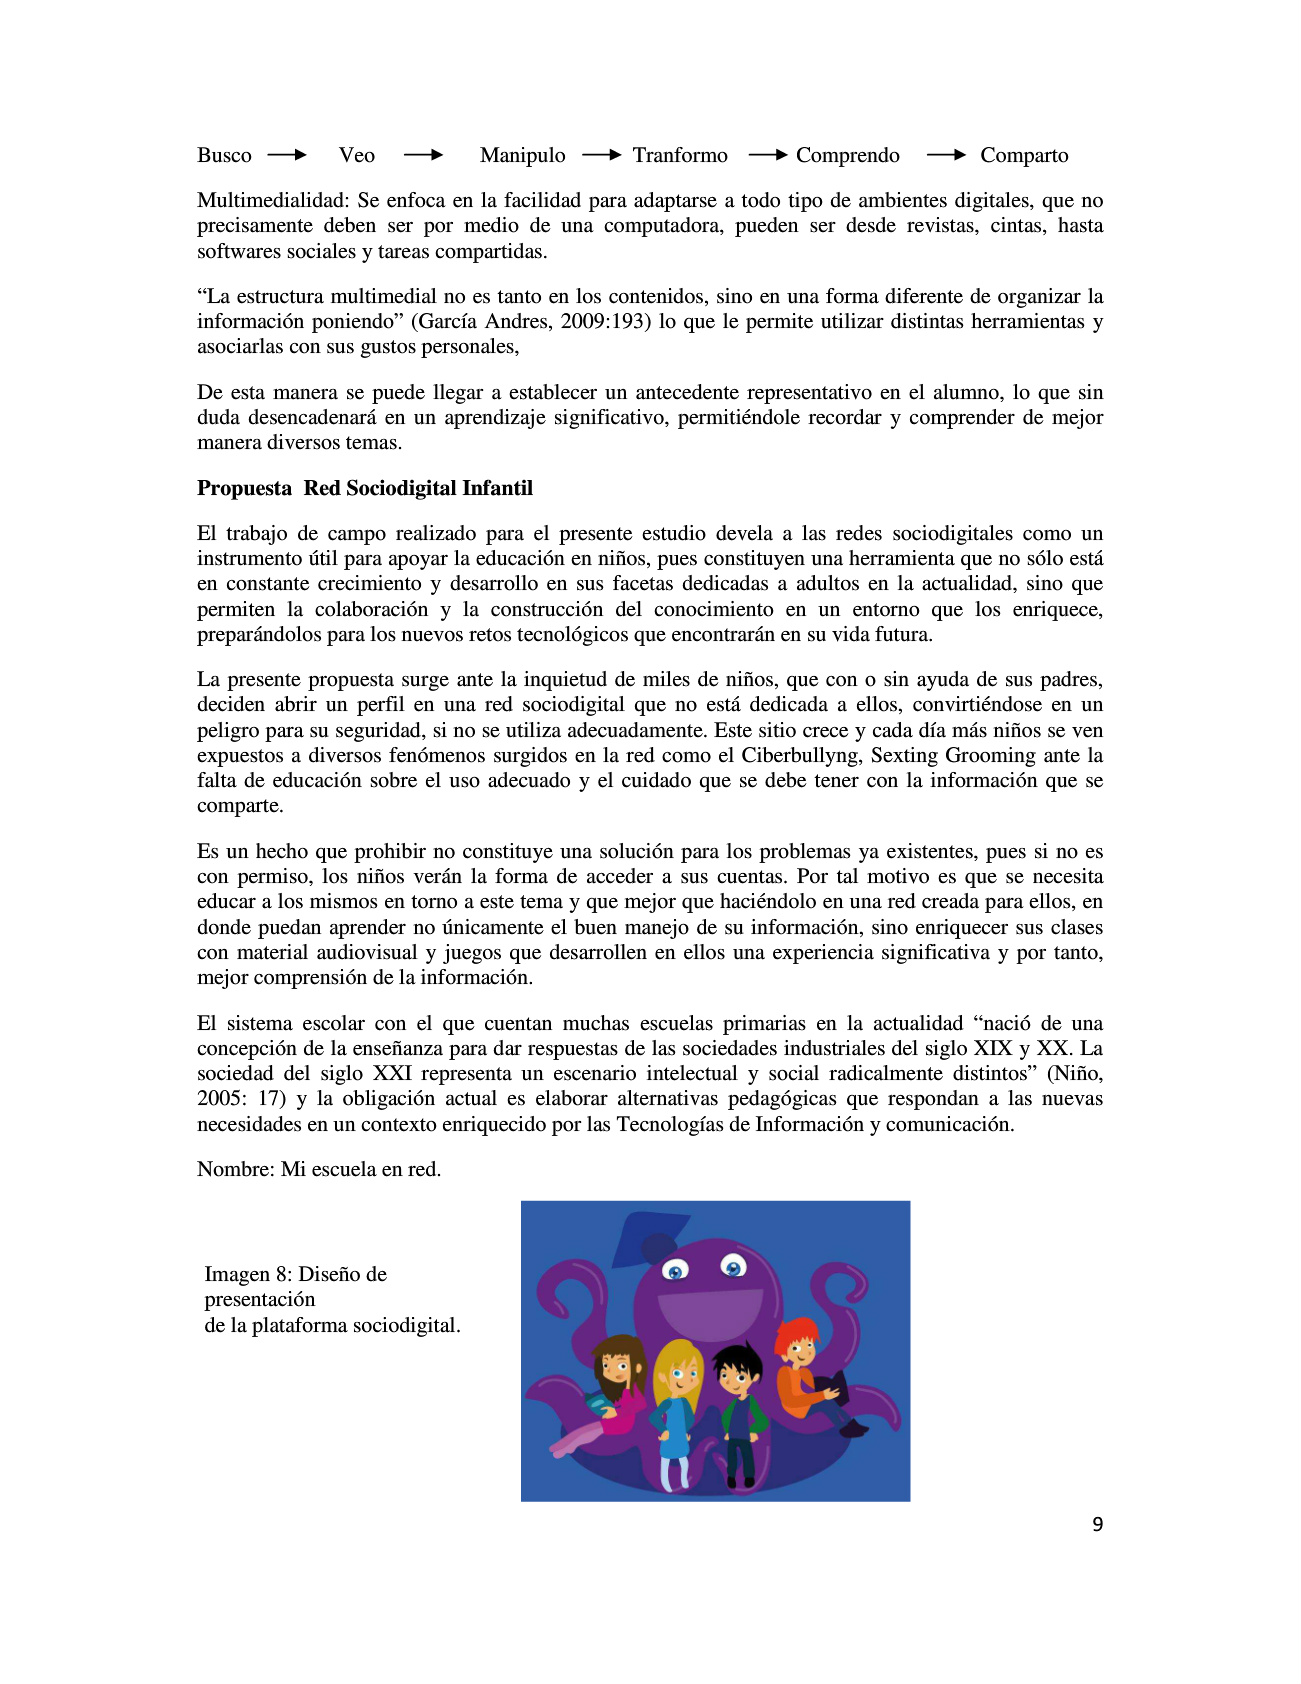 Busco → Veo → Manipulo → Tranformo → Comprendo → Comparto
Multimedialidad: Se enfoca en la facilidad para adaptarse a todo tipo de ambientes digitales, que no
precisamente deben ser por medio de una computadora, pueden ser desde revistas, cintas, hasta
softwares sociales y tareas compartidas.
“La estructura multimedial no es tanto en los contenidos, sino en una forma diferente de organizar la
información poniendo” (García Andres, 2009:193) lo que le permite utilizar distintas herramientas y
asociarlas con sus gustos personales,
De esta manera se puede llegar a establecer un antecedente representativo en el alumno, lo que sin
duda desencadenará en un aprendizaje significativo, permitiéndole recordar y comprender de mejor
manera diversos temas.
Propuesta  Red Sociodigital Infantil
El trabajo de campo realizado para el presente estudio devela a las redes sociodigitales como un
instrumento útil para apoyar la educación en niños, pues constituyen una herramienta que no sólo está
en constante crecimiento y desarrollo en sus facetas dedicadas a adultos en la actualidad, sino que
permiten la colaboración y la construcción del conocimiento en un entorno que los enriquece,
preparándolos para los nuevos retos tecnológicos que encontrarán en su vida futura.
La presente propuesta surge ante la inquietud de miles de niños, que con o sin ayuda de sus padres,
deciden abrir un perfil en una red sociodigital que no está dedicada a ellos, convirtiéndose en un
peligro para su seguridad, si no se utiliza adecuadamente. Este sitio crece y cada día más niños se ven
expuestos a diversos fenómenos surgidos en la red como el Ciberbullyng, Sexting Grooming ante la
falta de educación sobre el uso adecuado y el cuidado que se debe tener con la información que se
comparte.
Es un hecho que prohibir no constituye una solución para los problemas ya existentes, pues si no es
con permiso, los niños verán la forma de acceder a sus cuentas. Por tal motivo es que se necesita
educar a los mismos en torno a este tema y que mejor que haciéndolo en una red creada para ellos, en
donde puedan aprender no únicamente el buen manejo de su información, sino enriquecer sus clases
con material audiovisual y juegos que desarrollen en ellos una experiencia significativa y por tanto,
mejor comprensión de la información.
El sistema escolar con el que cuentan muchas escuelas primarias en la actualidad “nació de una
concepción de la enseñanza para dar respuestas de las sociedades industriales del siglo XIX y XX. La
sociedad del siglo XXI representa un escenario intelectual y social radicalmente distintos” (Niño,
2005: 17) y la obligación actual es elaborar alternativas pedagógicas que respondan a las nuevas
necesidades en un contexto enriquecido por las Tecnologías de Información y comunicación.
Nombre: Mi escuela en red.
Imagen 8: Diseño de
presentación
de la plataforma sociodigital.
9